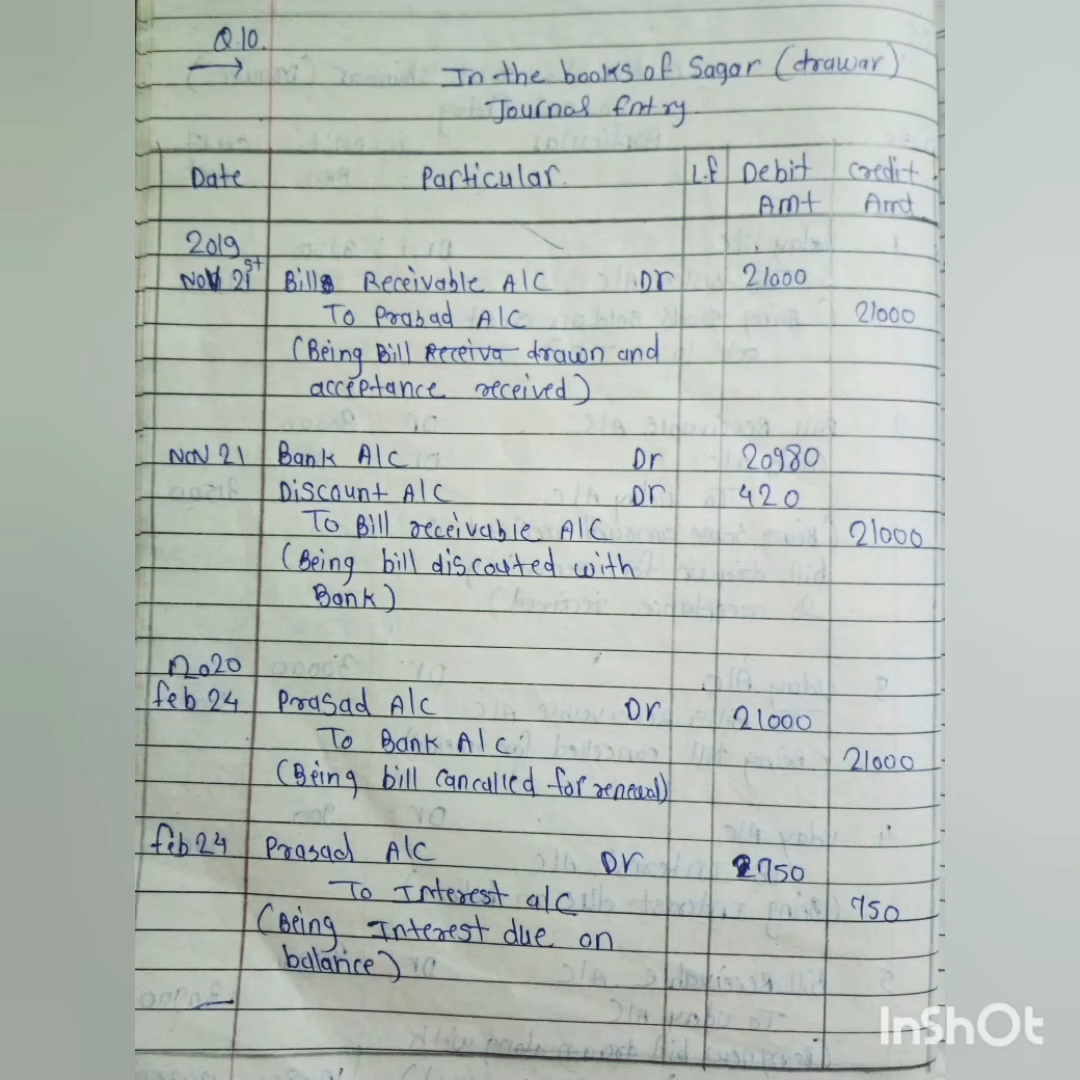 Q.10.
In the books of Sagar (drawar)
Journal Entry
Date Particular. L.f Debit Amt Credit Amt
2019
Nov 21st Bills Receivable A/C Dr 21000
To Prasad A/C 21000
(Being Bill Receiva drawn and
acceptance received)
Nov 21 Bank A/C Dr 20980
Discount A/C Dr 420
To Bill receivable A/C 21000
(Being bill discouted with
Bank)
2020
feb 24 Prasad A/C Dr 21000
To Bank A/C 21000
(Being bill cancalled for renewal)
feb 24 Prasad A/C Dr 750
To Interest a/c 750
(Being Interest due on
balance)
InShOt